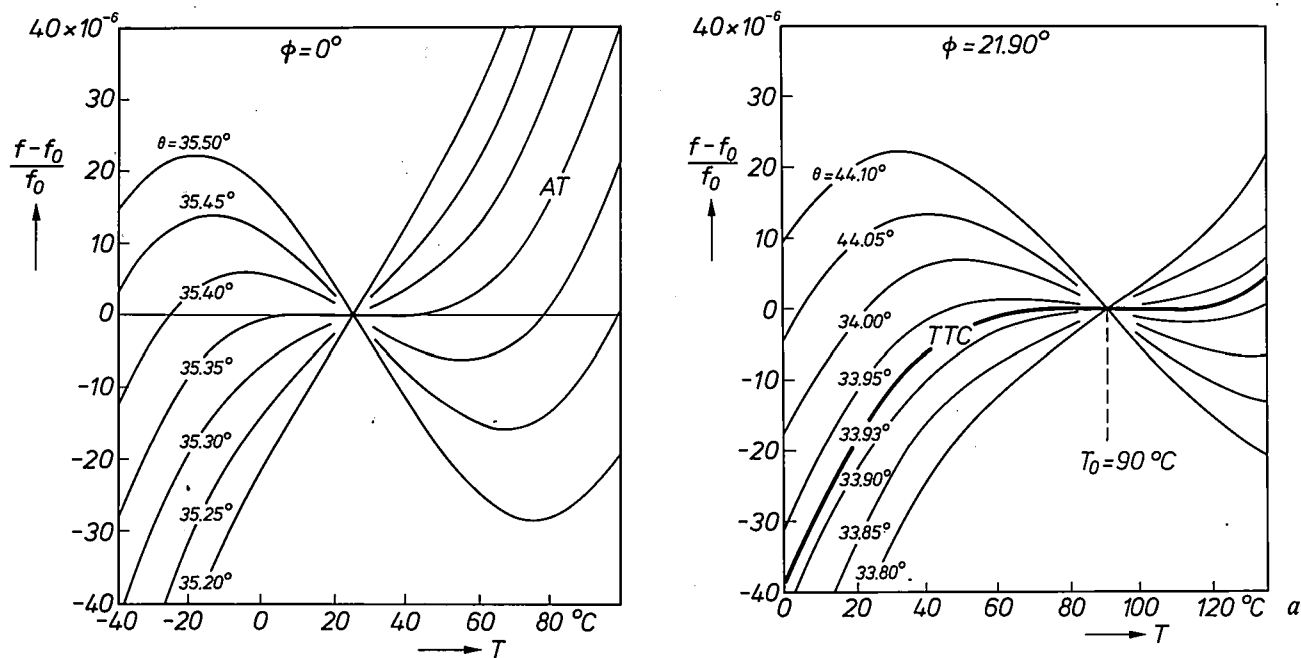 40×10⁻⁶
30
20
10
0
−10
−20
−30
−40
f − f₀
f₀
ϕ = 0°
θ = 35.50°
35.45°
35.40°
35.35°
35.30°
35.25°
35.20°
AT
−40 −20 0 20 40 60 80 °C
T
40×10⁻⁶
30
20
10
0
−10
−20
−30
−40
f − f₀
f₀
ϕ = 21.90°
θ = 44.10°
44.05°
34.00°
33.95°
33.93°
33.90°
33.85°
33.80°
TTC
T₀ = 90 °C
0 20 40 60 80 100 120 °C
T
a